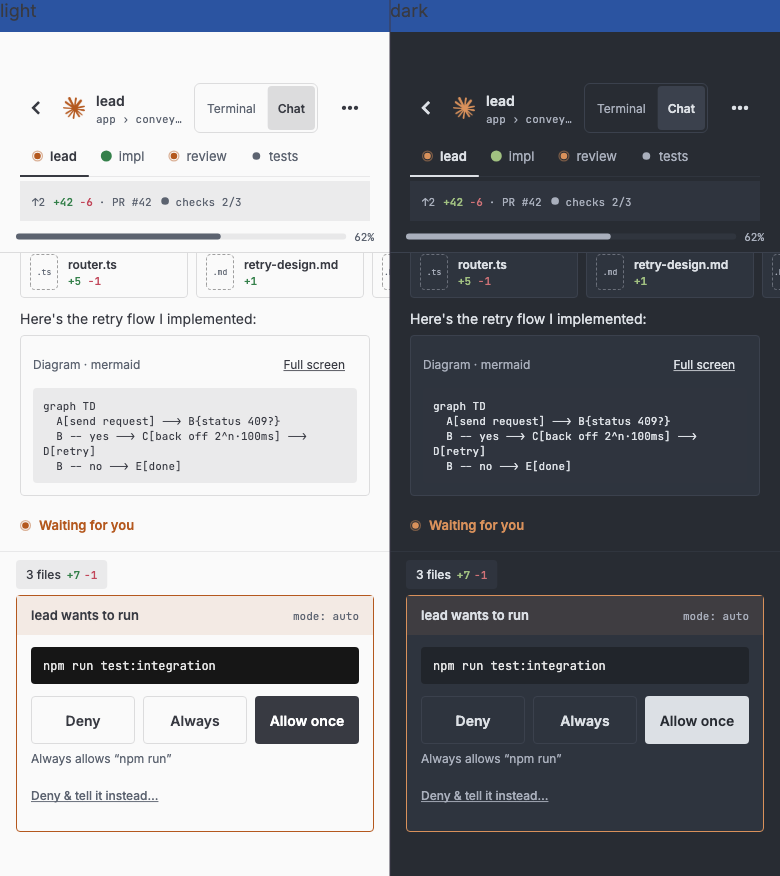 light
lead
app › convey…
Terminal
Chat
lead
impl
review
tests
↑2 +42 -6 · PR #42 checks 2/3
62%
.ts
router.ts
+5 -1
.md
retry-design.md
+1
Here's the retry flow I implemented:
Diagram · mermaid
Full screen
graph TD
A[send request] ⟶ B{status 409?}
B -- yes ⟶ C[back off 2^n·100ms] ⟶
D[retry]
B -- no ⟶ E[done]
Waiting for you
3 files +7 -1
lead wants to run
mode: auto
npm run test:integration
Deny
Always
Allow once
Always allows “npm run”
Deny & tell it instead…
dark
lead
app › convey…
Terminal
Chat
lead
impl
review
tests
↑2 +42 -6 · PR #42 checks 2/3
62%
.ts
router.ts
+5 -1
.md
retry-design.md
+1
Here's the retry flow I implemented:
Diagram · mermaid
Full screen
graph TD
A[send request] ⟶ B{status 409?}
B -- yes ⟶ C[back off 2^n·100ms] ⟶
D[retry]
B -- no ⟶ E[done]
Waiting for you
3 files +7 -1
lead wants to run
mode: auto
npm run test:integration
Deny
Always
Allow once
Always allows “npm run”
Deny & tell it instead…